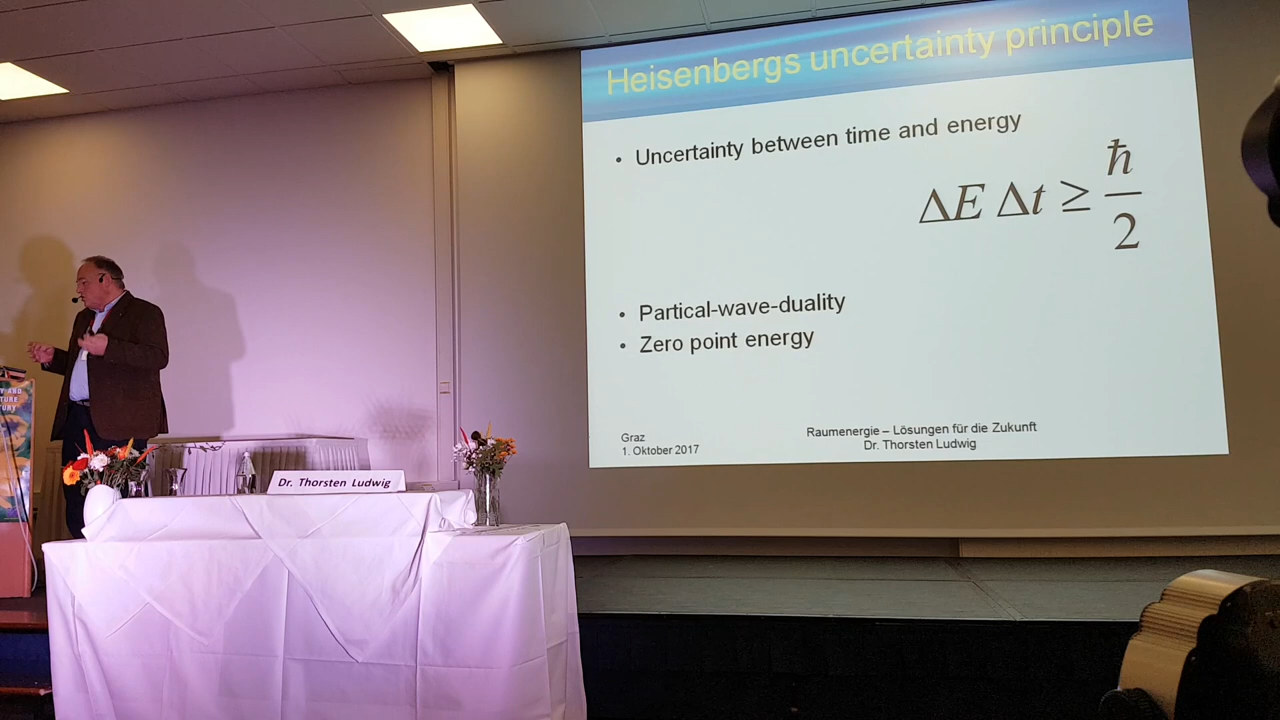 Heisenbergs uncertainty principle
• Uncertainty between time and energy
ΔE Δt ≥ ħ/2
• Partical-wave-duality
• Zero point energy
Graz
1. Oktober 2017
Raumenergie – Lösungen für die Zukunft
Dr. Thorsten Ludwig
Dr. Thorsten Ludwig
AND